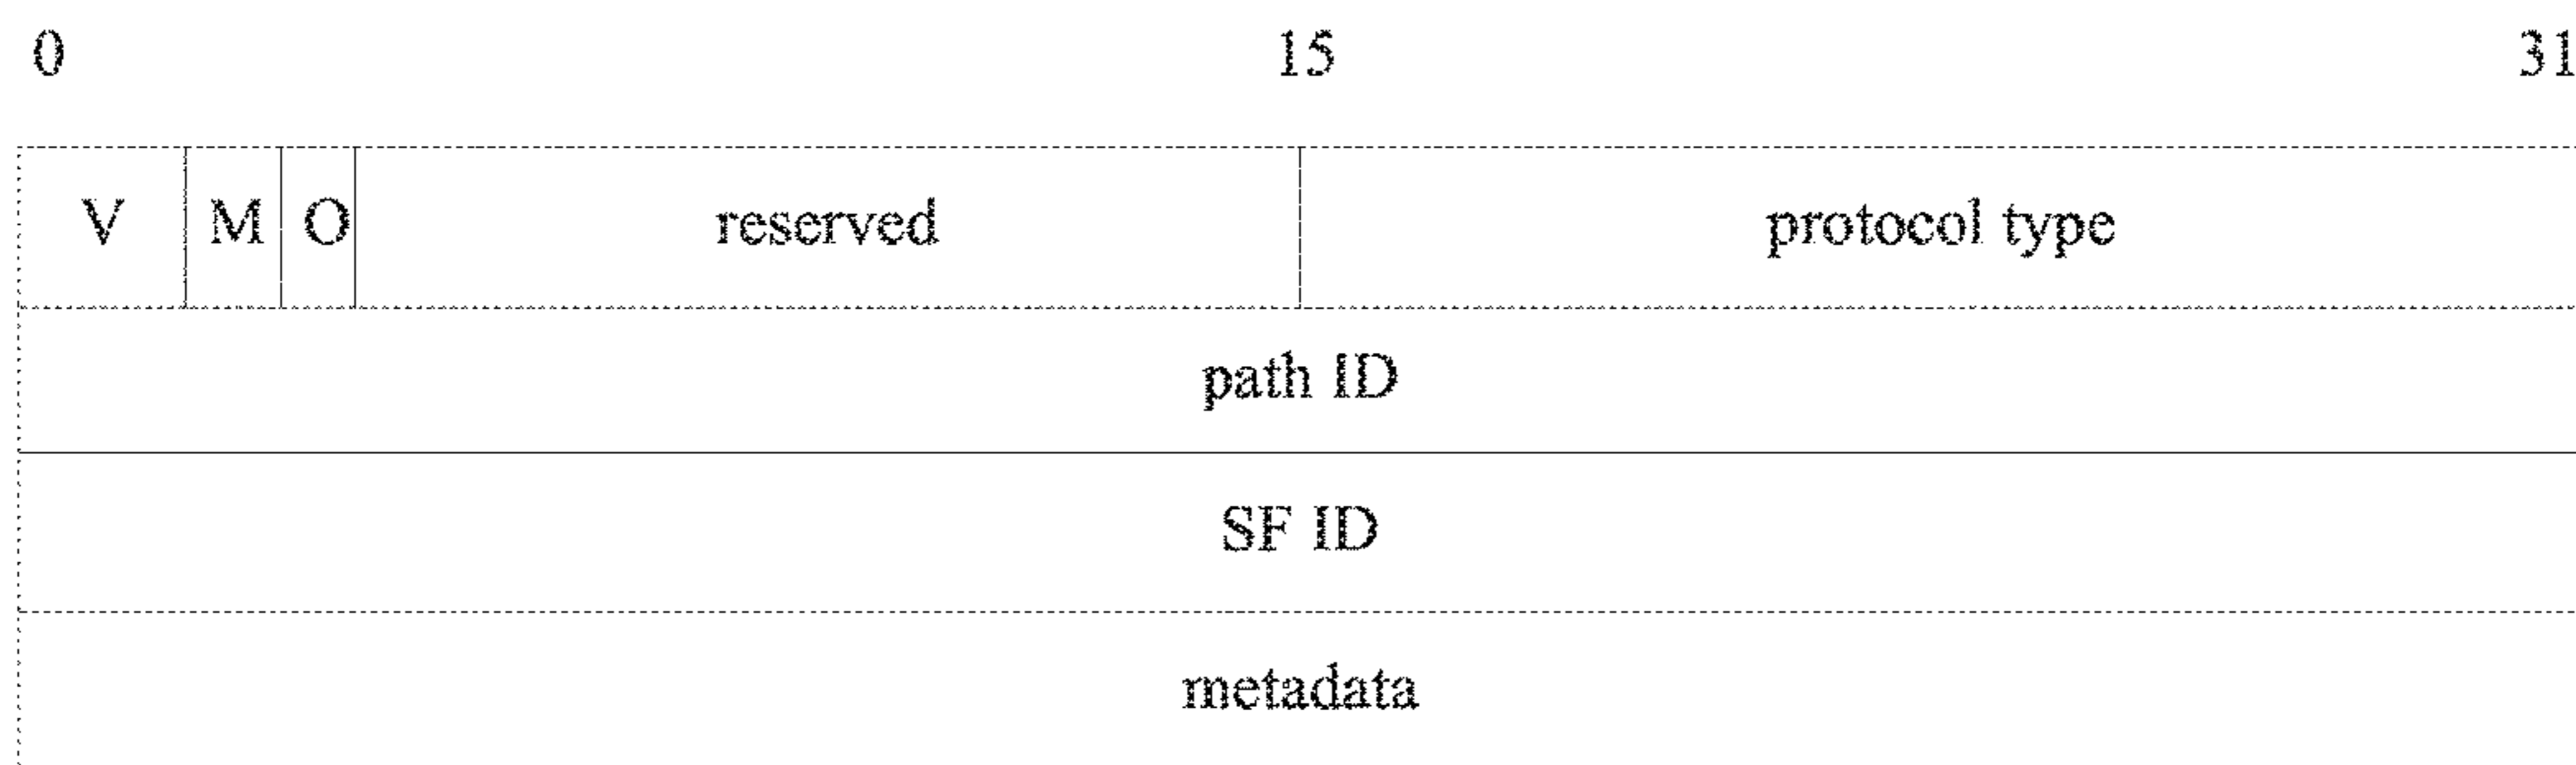 0 15 31
V M O reserved protocol type
path ID
SF ID
metadata